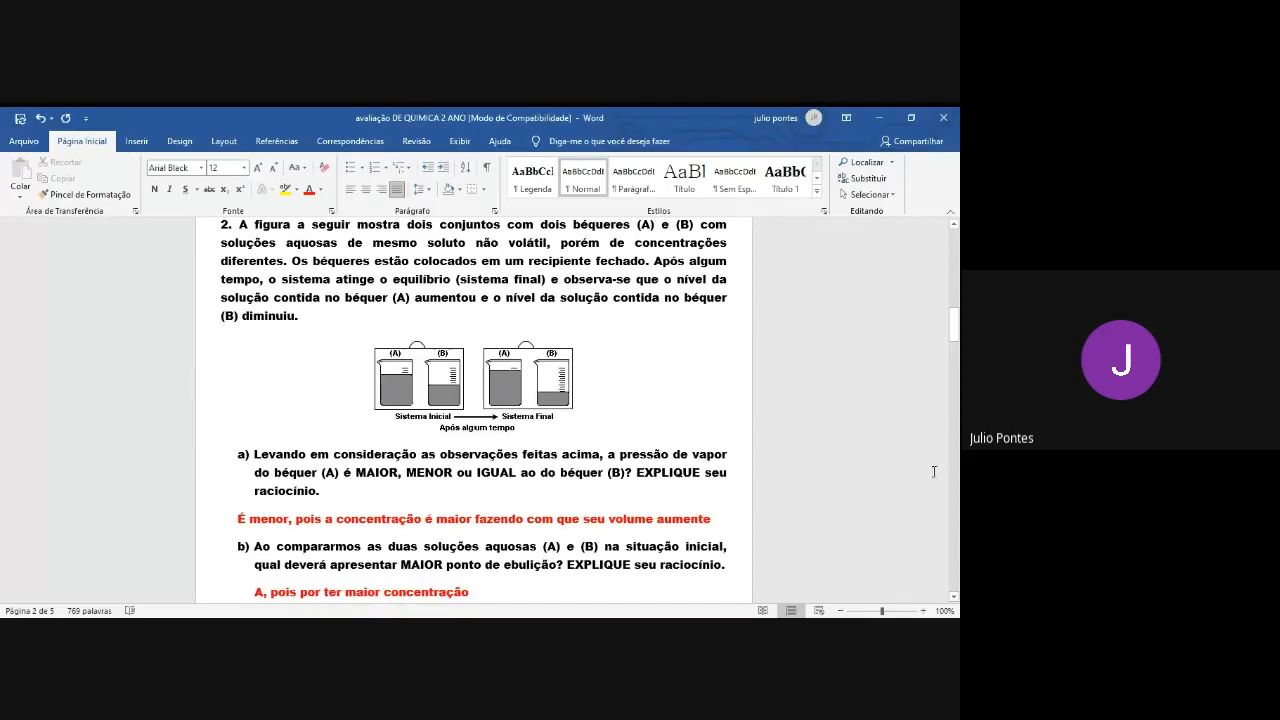 avaliação DE QUIMICA 2 ANO [Modo de Compatibilidade] - Word
julio pontes
JP
Arquivo Página Inicial Inserir Design Layout Referências Correspondências Revisão Exibir Ajuda Diga-me o que você deseja fazer Compartilhar
Colar
Recortar
Copiar
Pincel de Formatação
Área de Transferência
Arial Black 12
N I S abc x₂ x²
Fonte
Parágrafo
AaBbCcI AaBbCcDdI AaBbCcDdI AaBl AaBbCcDdI AaBbC
¶ Legenda ¶ Normal ¶ Parágraf... Título ¶ Sem Esp... Título 1
Estilos
Localizar
Substituir
Selecionar
Editando
2. A figura a seguir mostra dois conjuntos com dois béqueres (A) e (B) com
soluções aquosas de mesmo soluto não volátil, porém de concentrações
diferentes. Os béqueres estão colocados em um recipiente fechado. Após algum
tempo, o sistema atinge o equilíbrio (sistema final) e observa-se que o nível da
solução contida no béquer (A) aumentou e o nível da solução contida no béquer
(B) diminuiu.
(A) (B) (A) (B)
Sistema Inicial Sistema Final
Após algum tempo
a) Levando em consideração as observações feitas acima, a pressão de vapor
do béquer (A) é MAIOR, MENOR ou IGUAL ao do béquer (B)? EXPLIQUE seu
raciocínio.
É menor, pois a concentração é maior fazendo com que seu volume aumente
b) Ao compararmos as duas soluções aquosas (A) e (B) na situação inicial,
qual deverá apresentar MAIOR ponto de ebulição? EXPLIQUE seu raciocínio.
A, pois por ter maior concentração
Página 2 de 5 769 palavras
100%
J
Julio Pontes